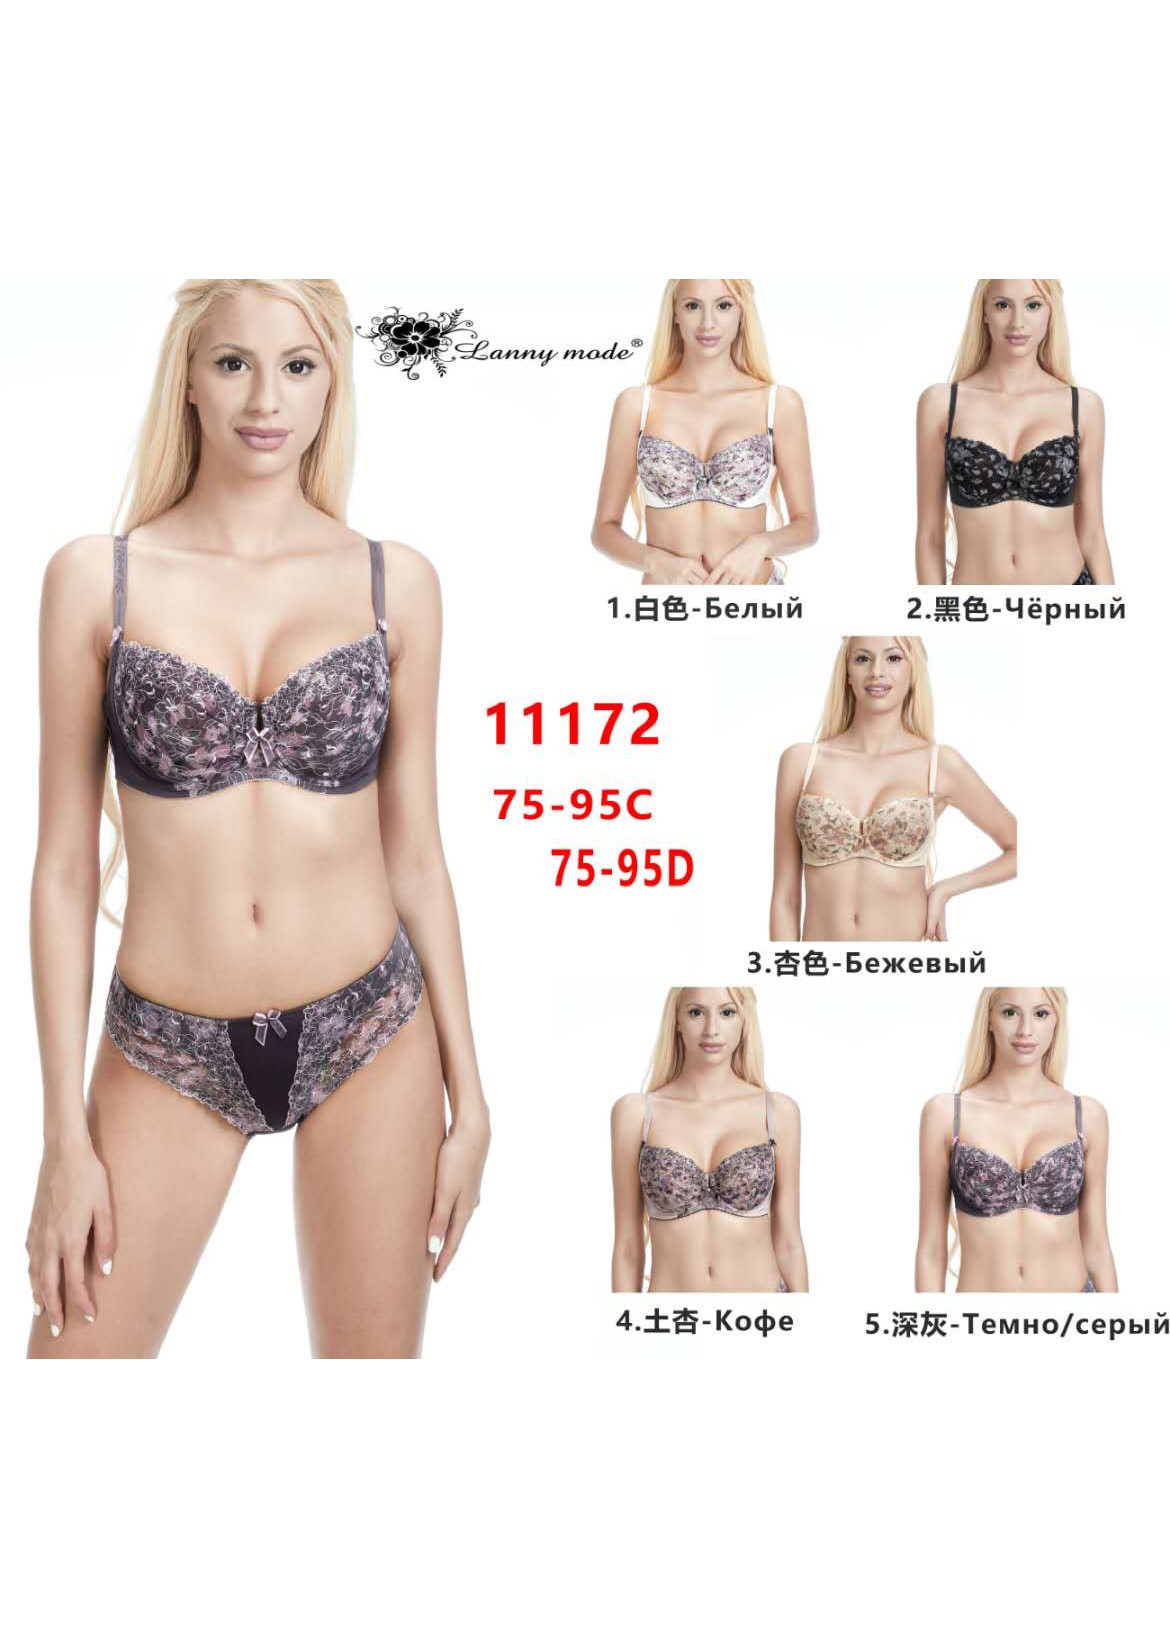 Lanny mode®
1.白色-Белый
2.黑色-Чёрный
11172
75-95C
75-95D
3.杏色-Бежевый
4.土杏-Кофе
5.深灰-Темно/серый